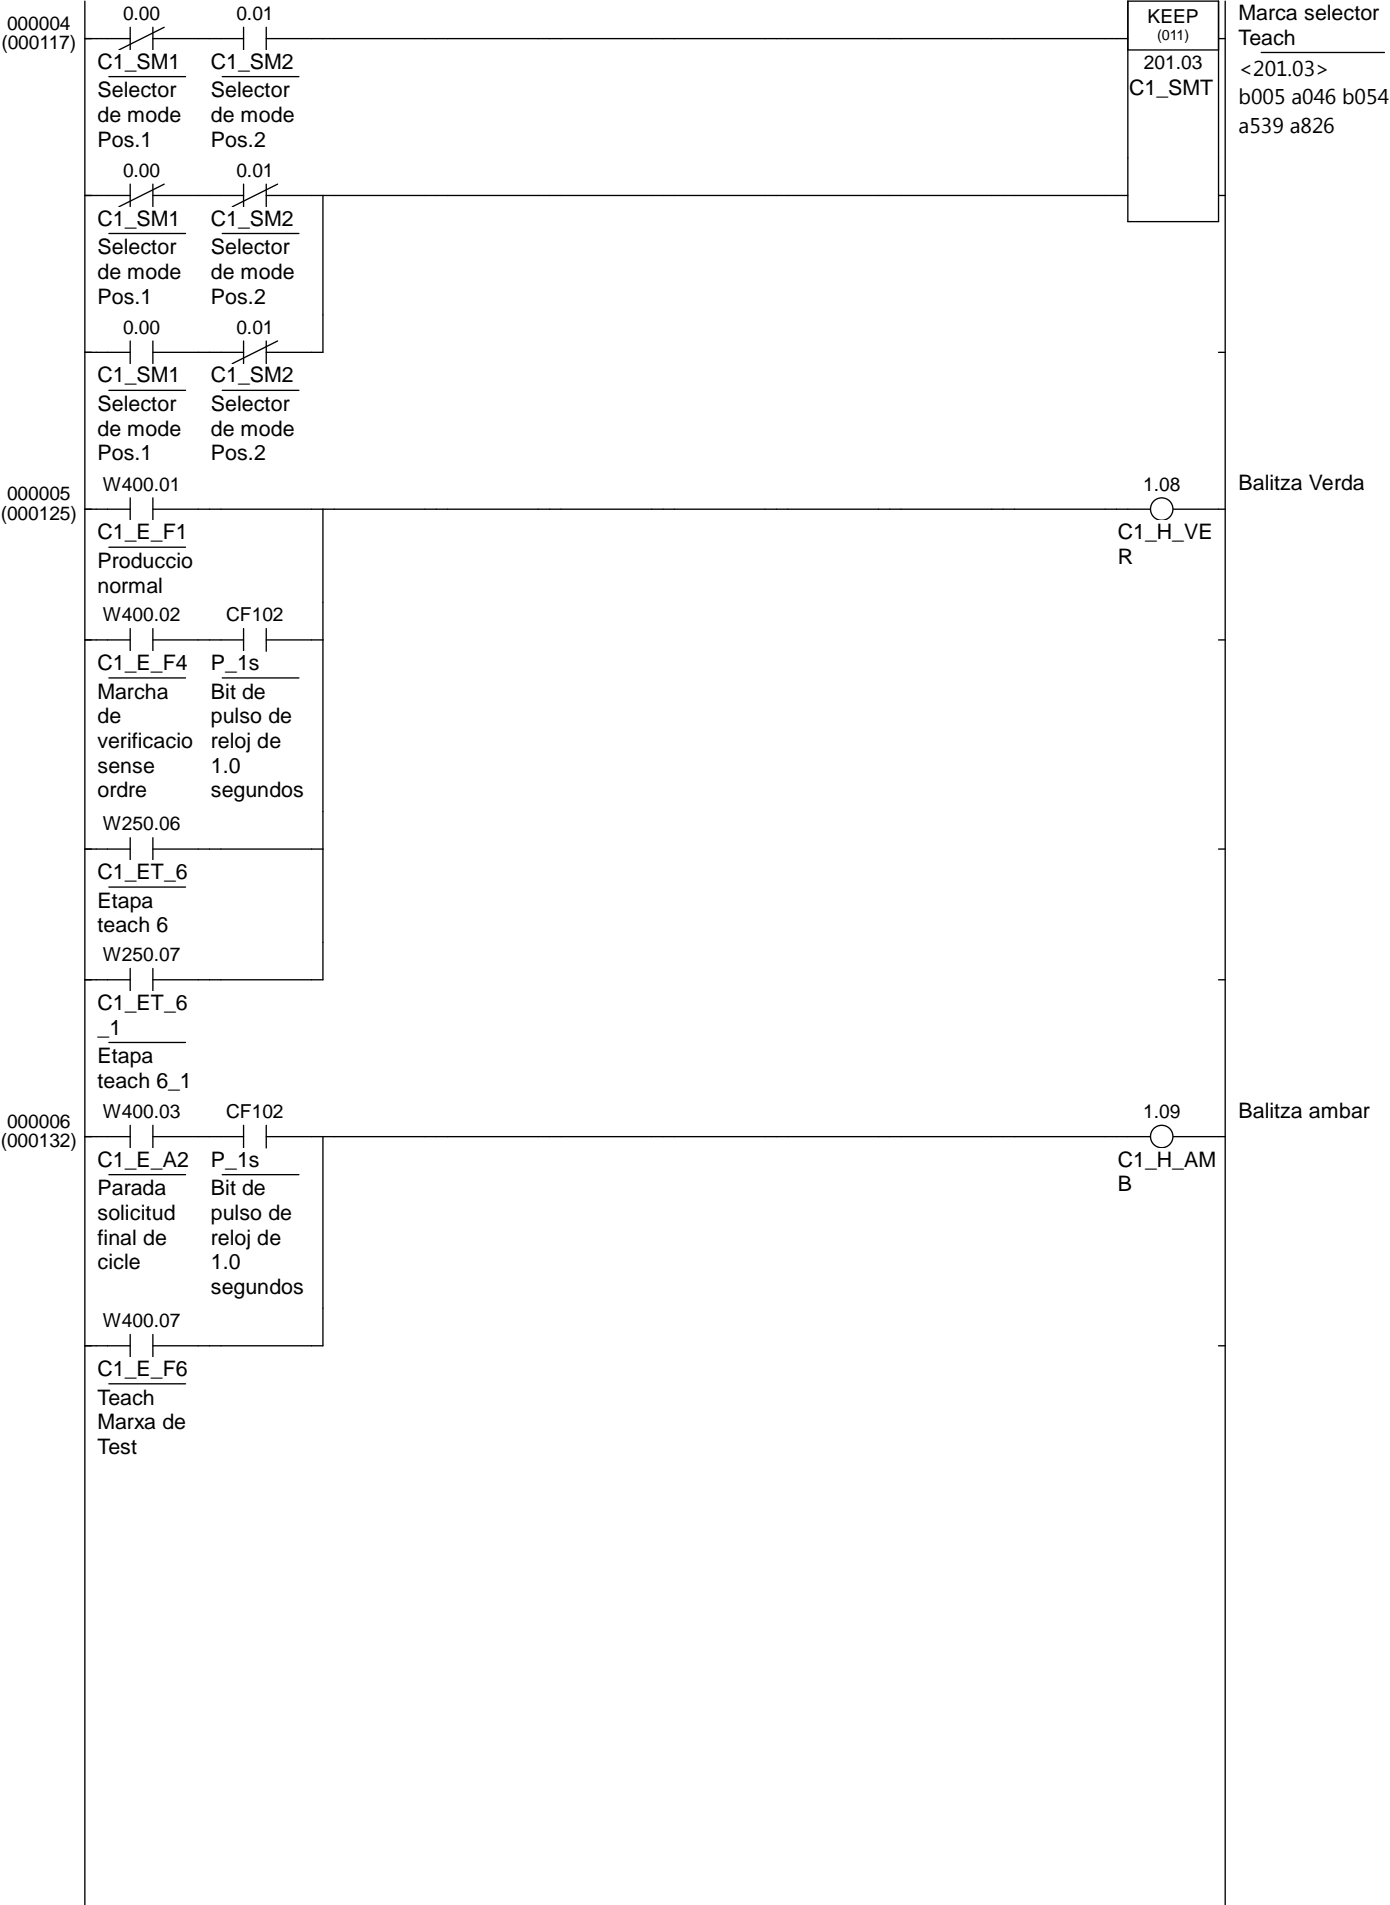 000004
(000117)
0.00
0.01
KEEP
(011)
201.03
C1_SMT
Marca selector
Teach
<201.03>
b005 a046 b054
a539 a826
C1_SM1
Selector
de mode
Pos.1
C1_SM2
Selector
de mode
Pos.2
0.00
0.01
C1_SM1
Selector
de mode
Pos.1
C1_SM2
Selector
de mode
Pos.2
0.00
0.01
C1_SM1
Selector
de mode
Pos.1
C1_SM2
Selector
de mode
Pos.2
000005
(000125)
W400.01
C1_E_F1
Produccio
normal
1.08
C1_H_VE
R
Balitza Verda
W400.02
C1_E_F4
Marcha
de
verificacio
sense
ordre
CF102
P_1s
Bit de
pulso de
reloj de
1.0
segundos
W250.06
C1_ET_6
Etapa
teach 6
W250.07
C1_ET_6
_1
Etapa
teach 6_1
000006
(000132)
W400.03
C1_E_A2
Parada
solicitud
final de
cicle
CF102
P_1s
Bit de
pulso de
reloj de
1.0
segundos
1.09
C1_H_AM
B
Balitza ambar
W400.07
C1_E_F6
Teach
Marxa de
Test